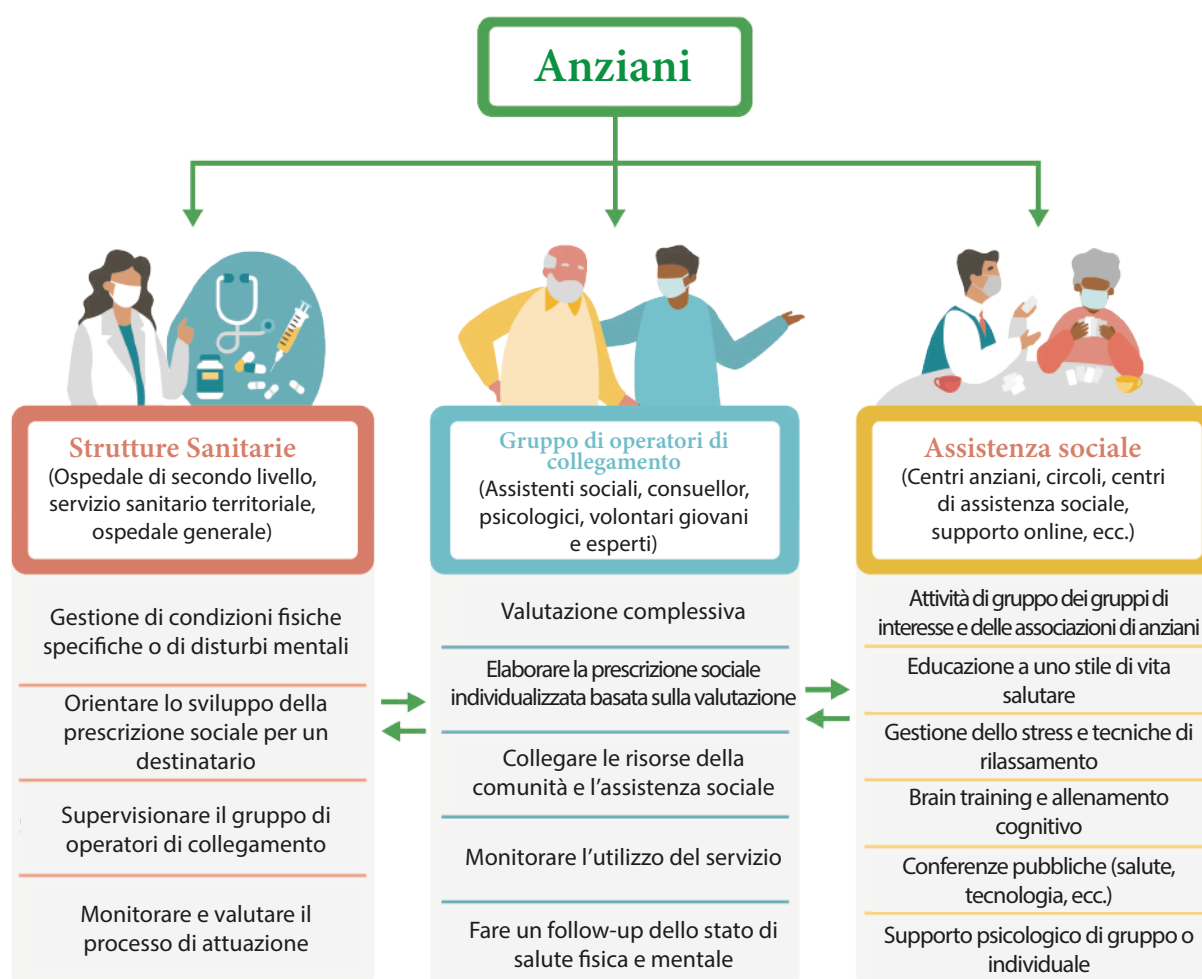 Anziani
Strutture Sanitarie
(Ospedale di secondo livello,
servizio sanitario territoriale,
ospedale generale)
Gestione di condizioni fisiche
specifiche o di disturbi mentali
Orientare lo sviluppo della
prescrizione sociale per un
destinatario
Supervisionare il gruppo di
operatori di collegamento
Monitorare e valutare il
processo di attuazione
Gruppo di operatori di
collegamento
(Assistenti sociali, consuellor,
psicologici, volontari giovani
e esperti)
Valutazione complessiva
Elaborare la prescrizione sociale
individualizzata basata sulla valutazione
Collegare le risorse della
comunità e l’assistenza sociale
Monitorare l’utilizzo del servizio
Fare un follow-up dello stato di
salute fisica e mentale
Assistenza sociale
(Centri anziani, circoli, centri
di assistenza sociale,
supporto online, ecc.)
Attività di gruppo dei gruppi di
interesse e delle associazioni di anziani
Educazione a uno stile di vita
salutare
Gestione dello stress e tecniche di
rilassamento
Brain training e allenamento
cognitivo
Conferenze pubbliche (salute,
tecnologia, ecc.)
Supporto psicologico di gruppo o
individuale